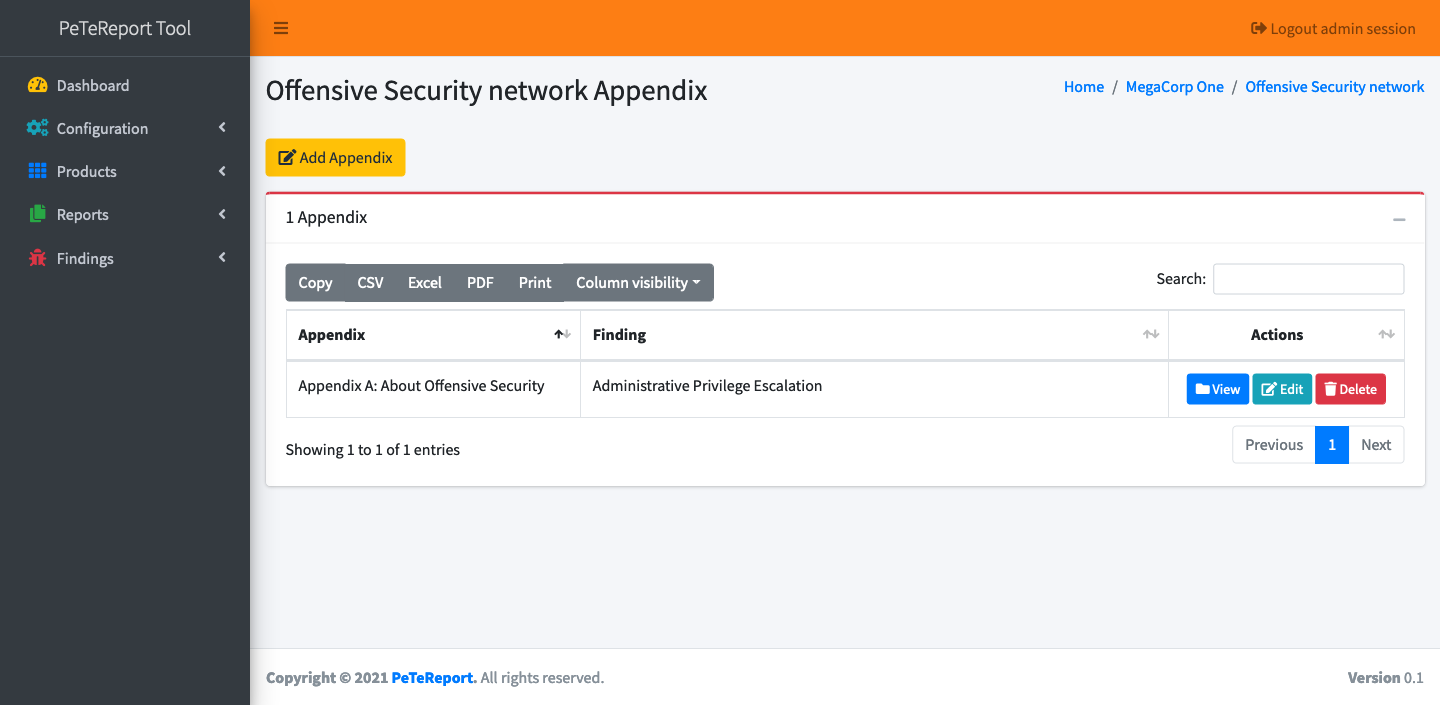 PeTeReport Tool
Logout admin session
Dashboard
Configuration
Products
Reports
Findings
Offensive Security network Appendix
Home / MegaCorp One / Offensive Security network
Add Appendix
1 Appendix
Copy CSV Excel PDF Print Column visibility
Search:
Appendix Finding Actions
Appendix A: About Offensive Security Administrative Privilege Escalation View Edit Delete
Showing 1 to 1 of 1 entries
Previous 1 Next
Copyright © 2021 PeTeReport. All rights reserved.
Version 0.1